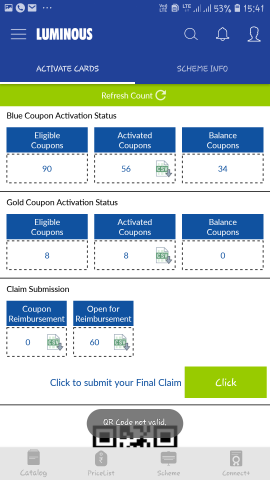 LTE 53% 15:41
LUMINOUS
ACTIVATE CARDS SCHEME INFO
Refresh Count
Blue Coupon Activation Status
Eligible Coupons Activated Coupons Balance Coupons
90 56 34
Gold Coupon Activation Status
Eligible Coupons Activated Coupons Balance Coupons
8 8 0
Claim Submission
Coupon Reimbursement Open for Reimbursement
0 60
Click to submit your Final Claim Click
QR Code not valid.
Catalog PriceList Scheme Connect+